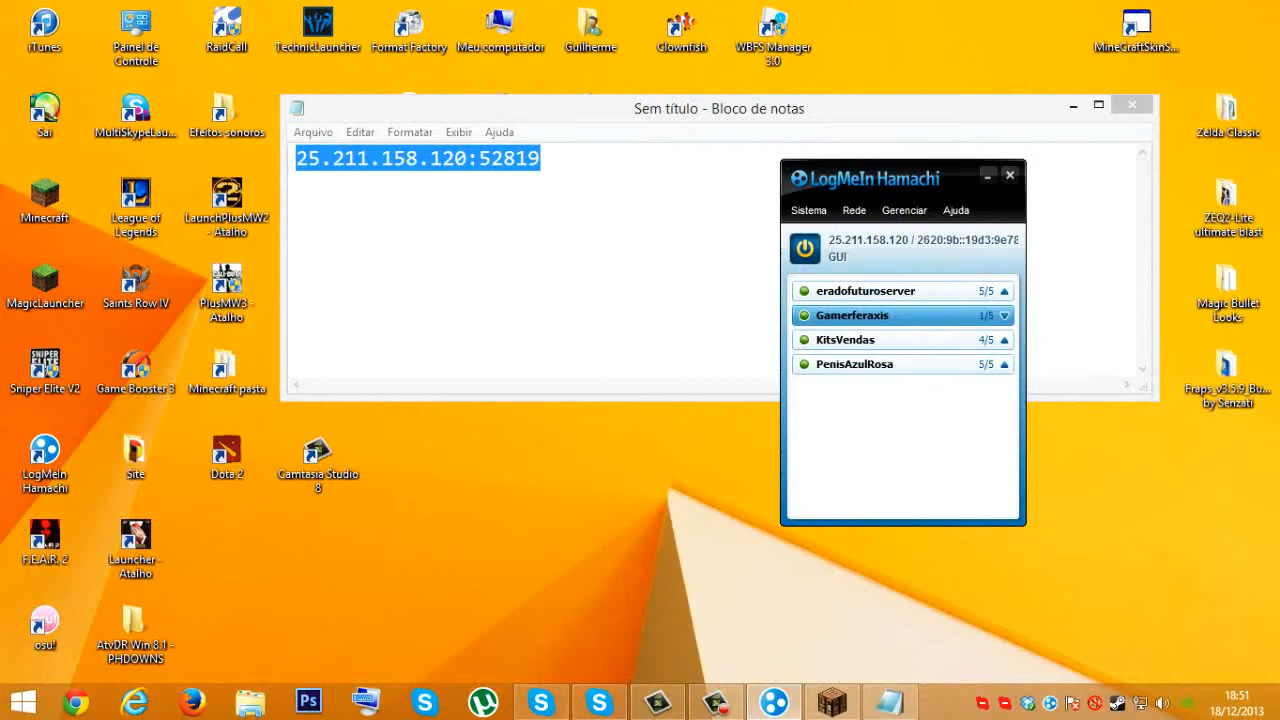 iTunes
Painel de
Controle
RaidCall
TechnicLauncher
Format Factory
Meu computador
Guilherme
Clownfish
WBFS Manager
3.0
MineCraftSkinS...
Sai
MultiSkypeLau...
Efeitos sonoros
Sem título - Bloco de notas
Arquivo Editar Formatar Exibir Ajuda
25.211.158.120:52819
Zelda Classic
LogMeIn Hamachi
Sistema Rede Gerenciar Ajuda
25.211.158.120 / 2620:9b::19d3:9e78
GUI
eradofuturoserver 5/5
Gamerferaxis 1/5
KitsVendas 4/5
PenisAzulRosa 5/5
Minecraft
League of
Legends
LaunchPlusMW2
- Atalho
ZEQ2-Lite
ultimate blast
MagicLauncher
Saints Row IV
PlusMW3 -
Atalho
Magic Bullet
Looks
Sniper Elite V2
Game Booster 3
Minecraft pasta
Fraps_v3.5.9_Bu...
by Senzati
LogMeIn
Hamachi
Site
Dota 2
Camtasia Studio
8
F.E.A.R. 2
Launcher -
Atalho
osu!
AtvDR Win 8.1 -
PHDOWNS
Ps
18:51
18/12/2013